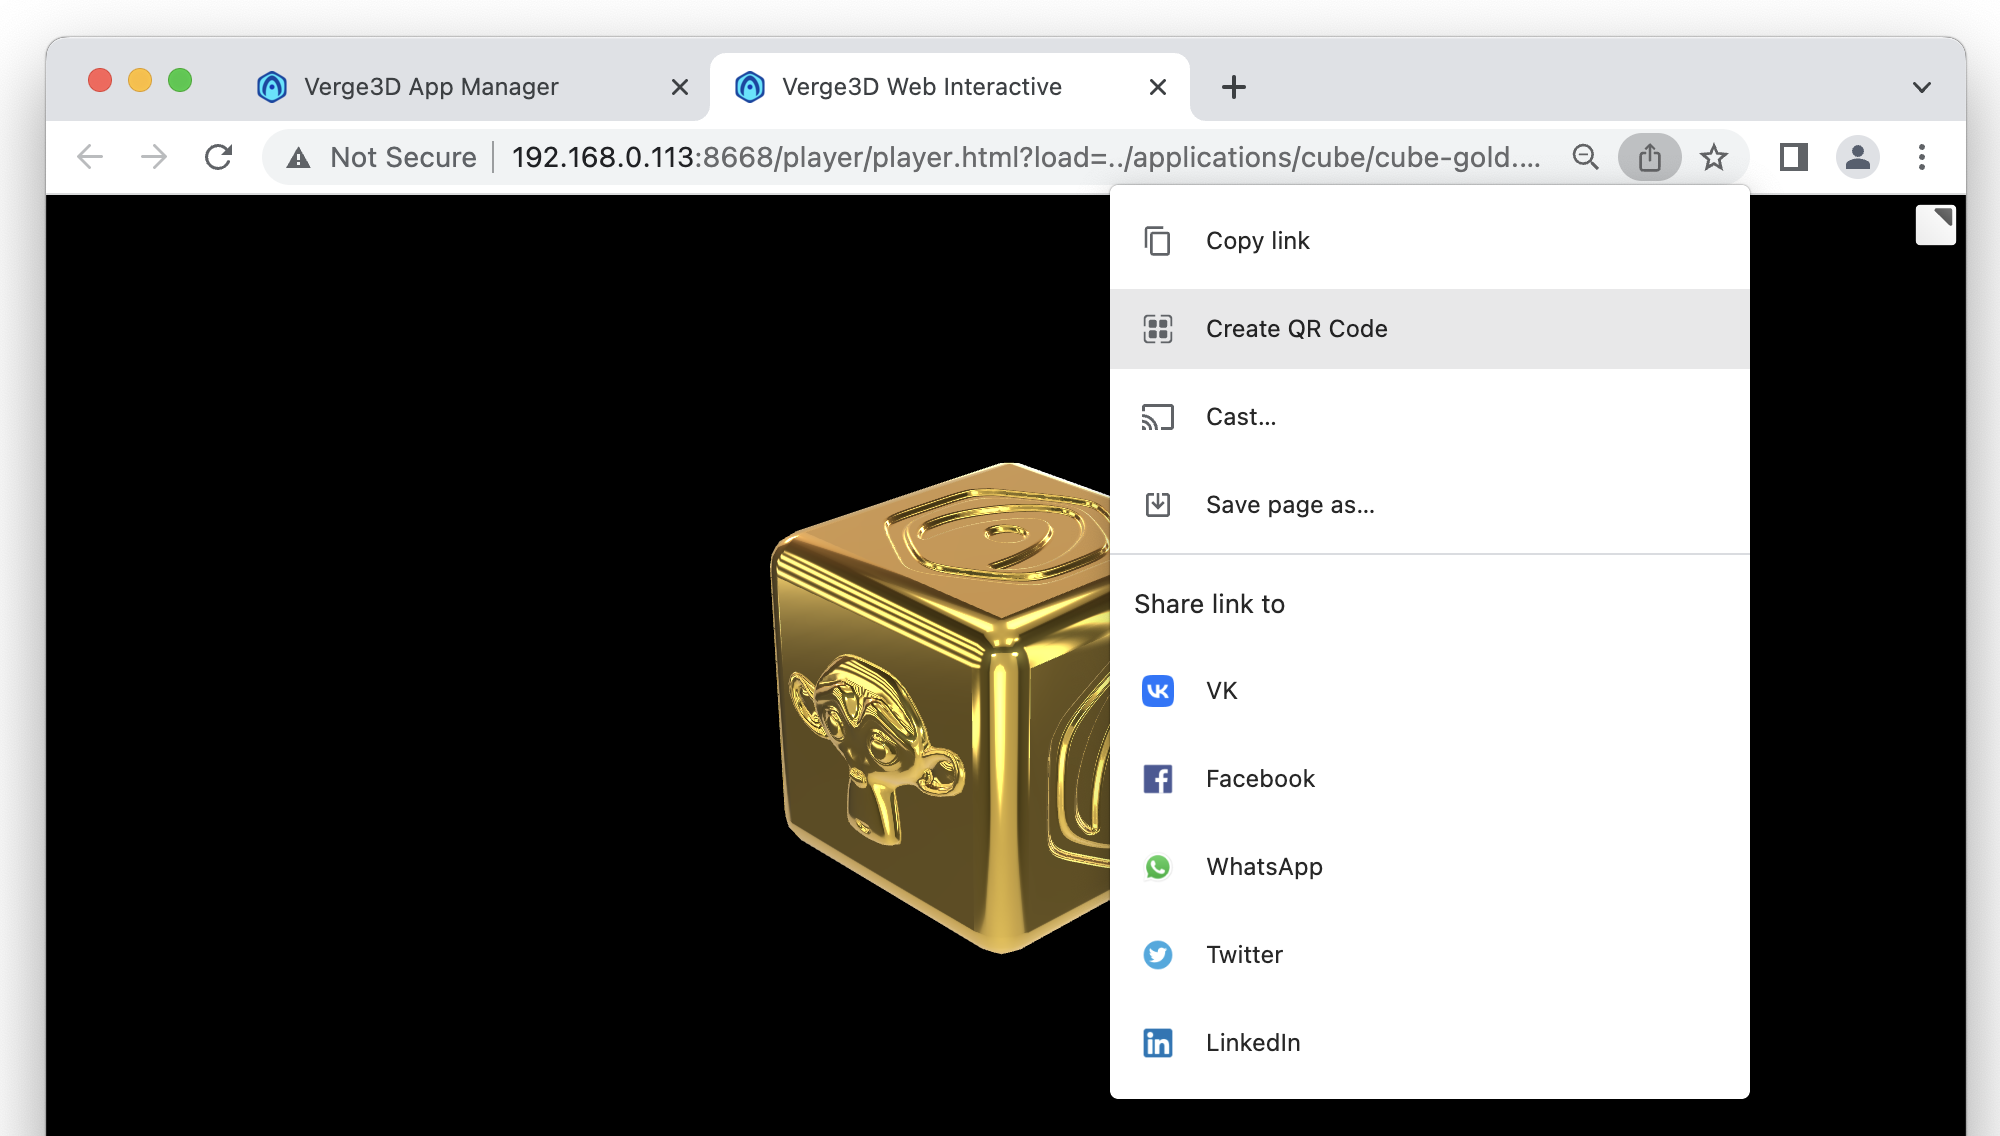 Verge3D App Manager
Verge3D Web Interactive
Not Secure
192.168.0.113:8668/player/player.html?load=../applications/cube/cube-gold....
Copy link
Create QR Code
Cast...
Save page as...
Share link to
VK
Facebook
WhatsApp
Twitter
LinkedIn